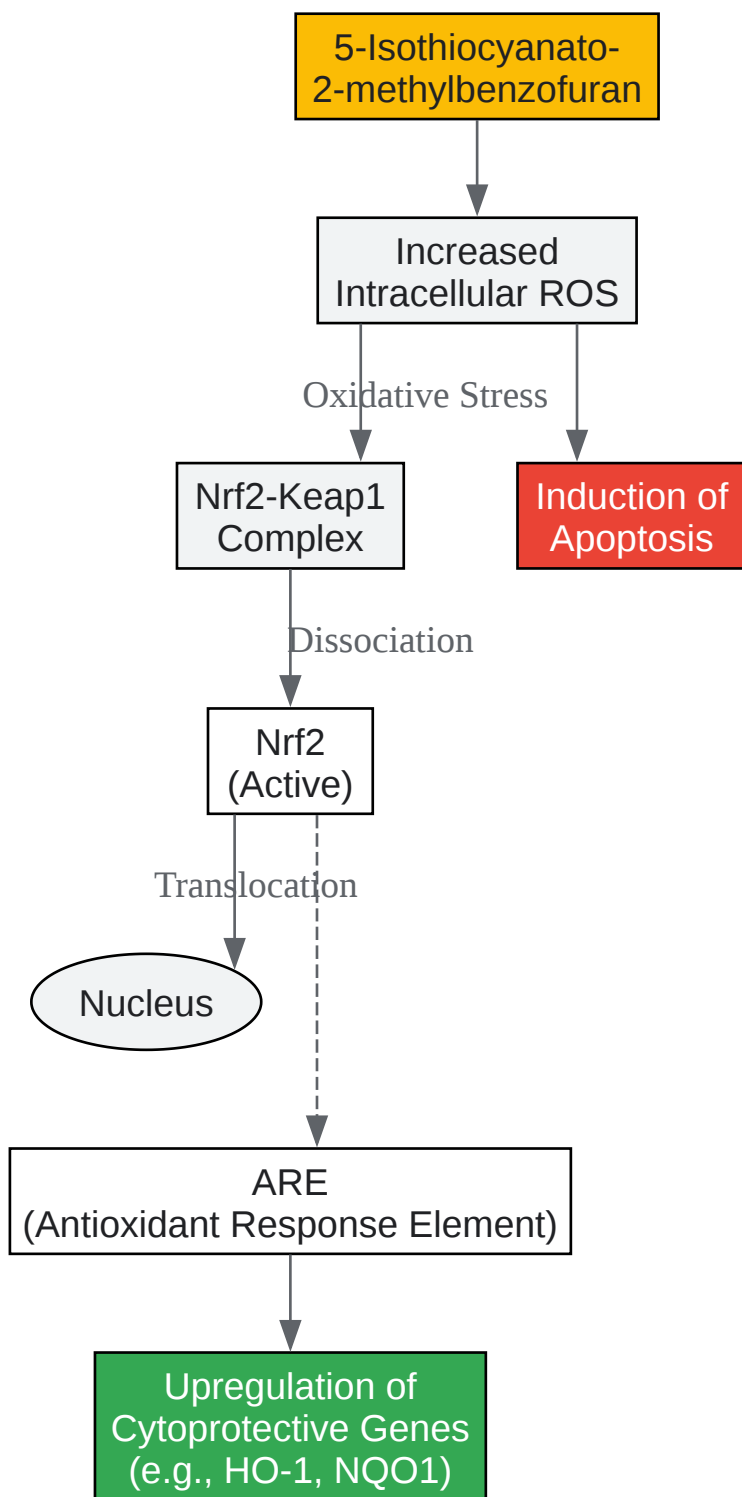 5-Isothiocyanato-
2-methylbenzofuran
Increased
Intracellular ROS
Oxidative Stress
Nrf2-Keap1
Complex
Induction of
Apoptosis
Dissociation
Nrf2
(Active)
Translocation
Nucleus
ARE
(Antioxidant Response Element)
Upregulation of
Cytoprotective Genes
(e.g., HO-1, NQO1)